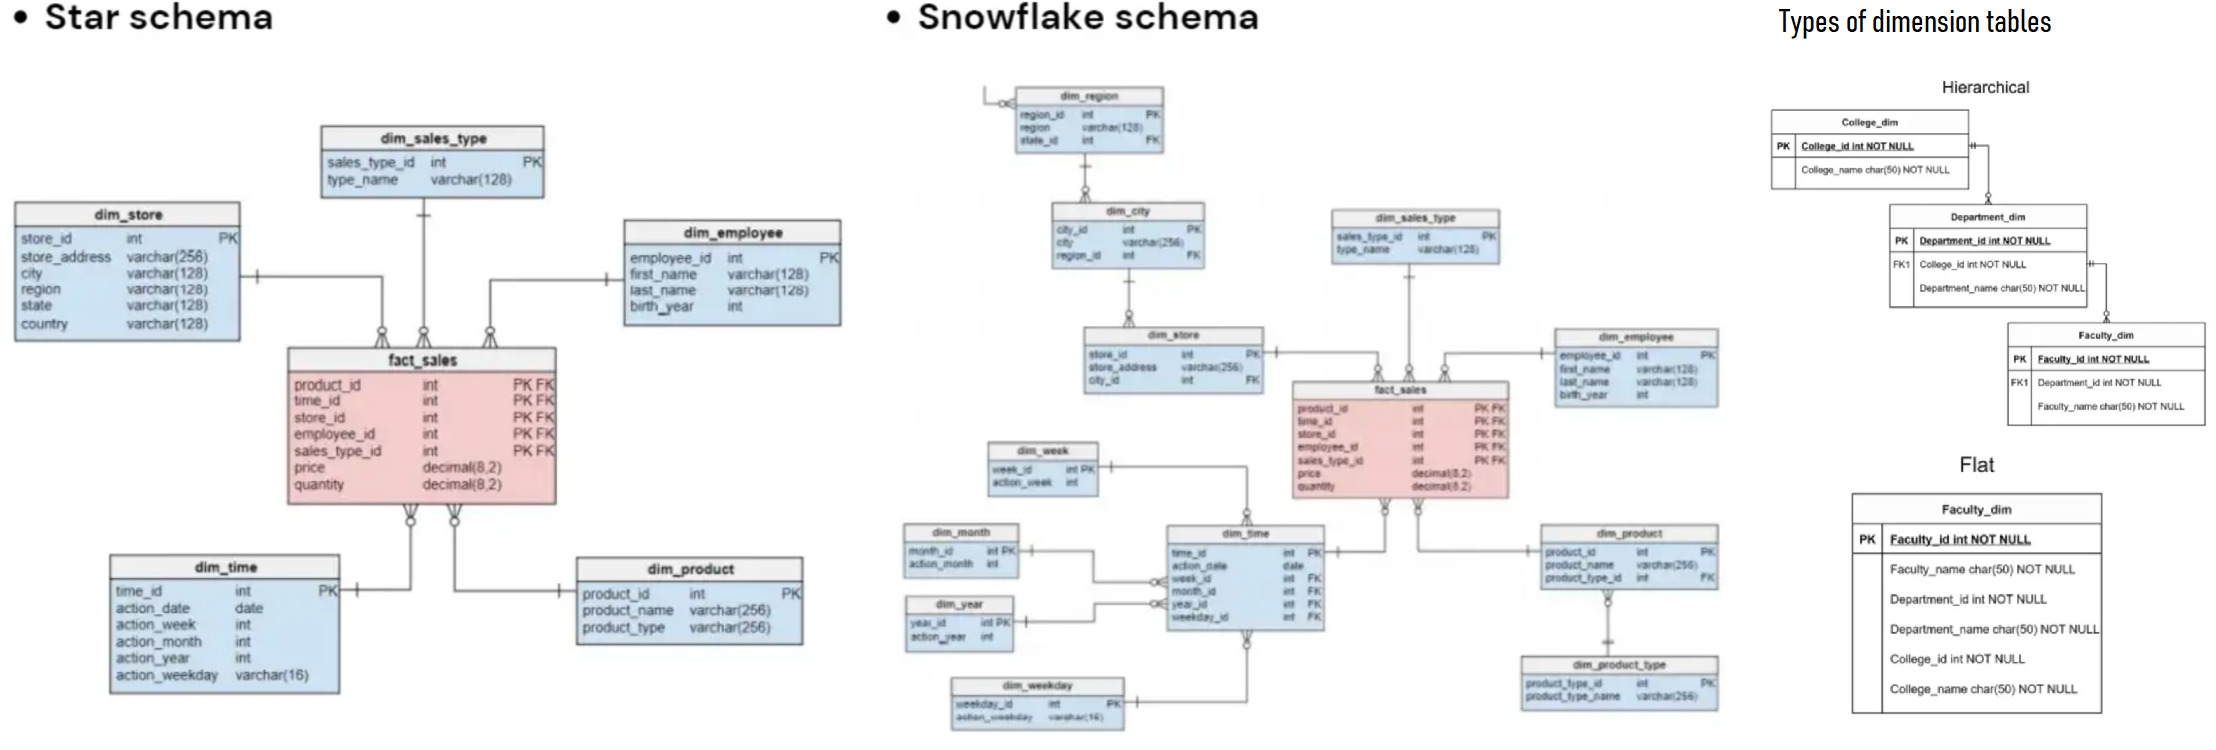 • Star schema
dim_sales_type
sales_type_id int PK
type_name varchar(128)
dim_store
store_id int PK
store_address varchar(256)
city varchar(128)
region varchar(128)
state varchar(128)
country varchar(128)
dim_employee
employee_id int PK
first_name varchar(128)
last_name varchar(128)
birth_year int
fact_sales
product_id int PK FK
time_id int PK FK
store_id int PK FK
employee_id int PK FK
sales_type_id int PK FK
price decimal(8,2)
quantity decimal(8,2)
dim_time
time_id int PK
action_date date
action_week int
action_month int
action_year int
action_weekday varchar(16)
dim_product
product_id int PK
product_name varchar(256)
product_type varchar(256)
• Snowflake schema
dim_region
region_id int PK
region varchar(128)
state_id int FK
dim_city
city_id int PK
city varchar(256)
region_id int FK
dim_sales_type
sales_type_id int PK
type_name varchar(128)
dim_store
store_id int PK
store_address varchar(256)
city_id int FK
dim_employee
employee_id int PK
first_name varchar(128)
last_name varchar(128)
birth_year int
fact_sales
product_id int PK FK
time_id int PK FK
store_id int PK FK
employee_id int PK FK
sales_type_id int PK FK
price decimal(8,2)
quantity decimal(8,2)
dim_week
week_id int PK
action_week int
dim_month
month_id int PK
action_month int
dim_year
year_id int PK
action_year int
dim_time
time_id int PK
action_date date
week_id int FK
month_id int FK
year_id int FK
weekday_id int FK
dim_weekday
weekday_id int PK
action_weekday varchar(16)
dim_product
product_id int PK
product_name varchar(256)
product_type_id int FK
dim_product_type
product_type_id int PK
product_type_name varchar(256)
Types of dimension tables
Hierarchical
College_dim
PK College_id int NOT NULL
College_name char(50) NOT NULL
Department_dim
PK Department_id int NOT NULL
FK1 College_id int NOT NULL
Department_name char(50) NOT NULL
Faculty_dim
PK Faculty_id int NOT NULL
FK1 Department_id int NOT NULL
Faculty_name char(50) NOT NULL
Flat
Faculty_dim
PK Faculty_id int NOT NULL
Faculty_name char(50) NOT NULL
Department_id int NOT NULL
Department_name char(50) NOT NULL
College_id int NOT NULL
College_name char(50) NOT NULL